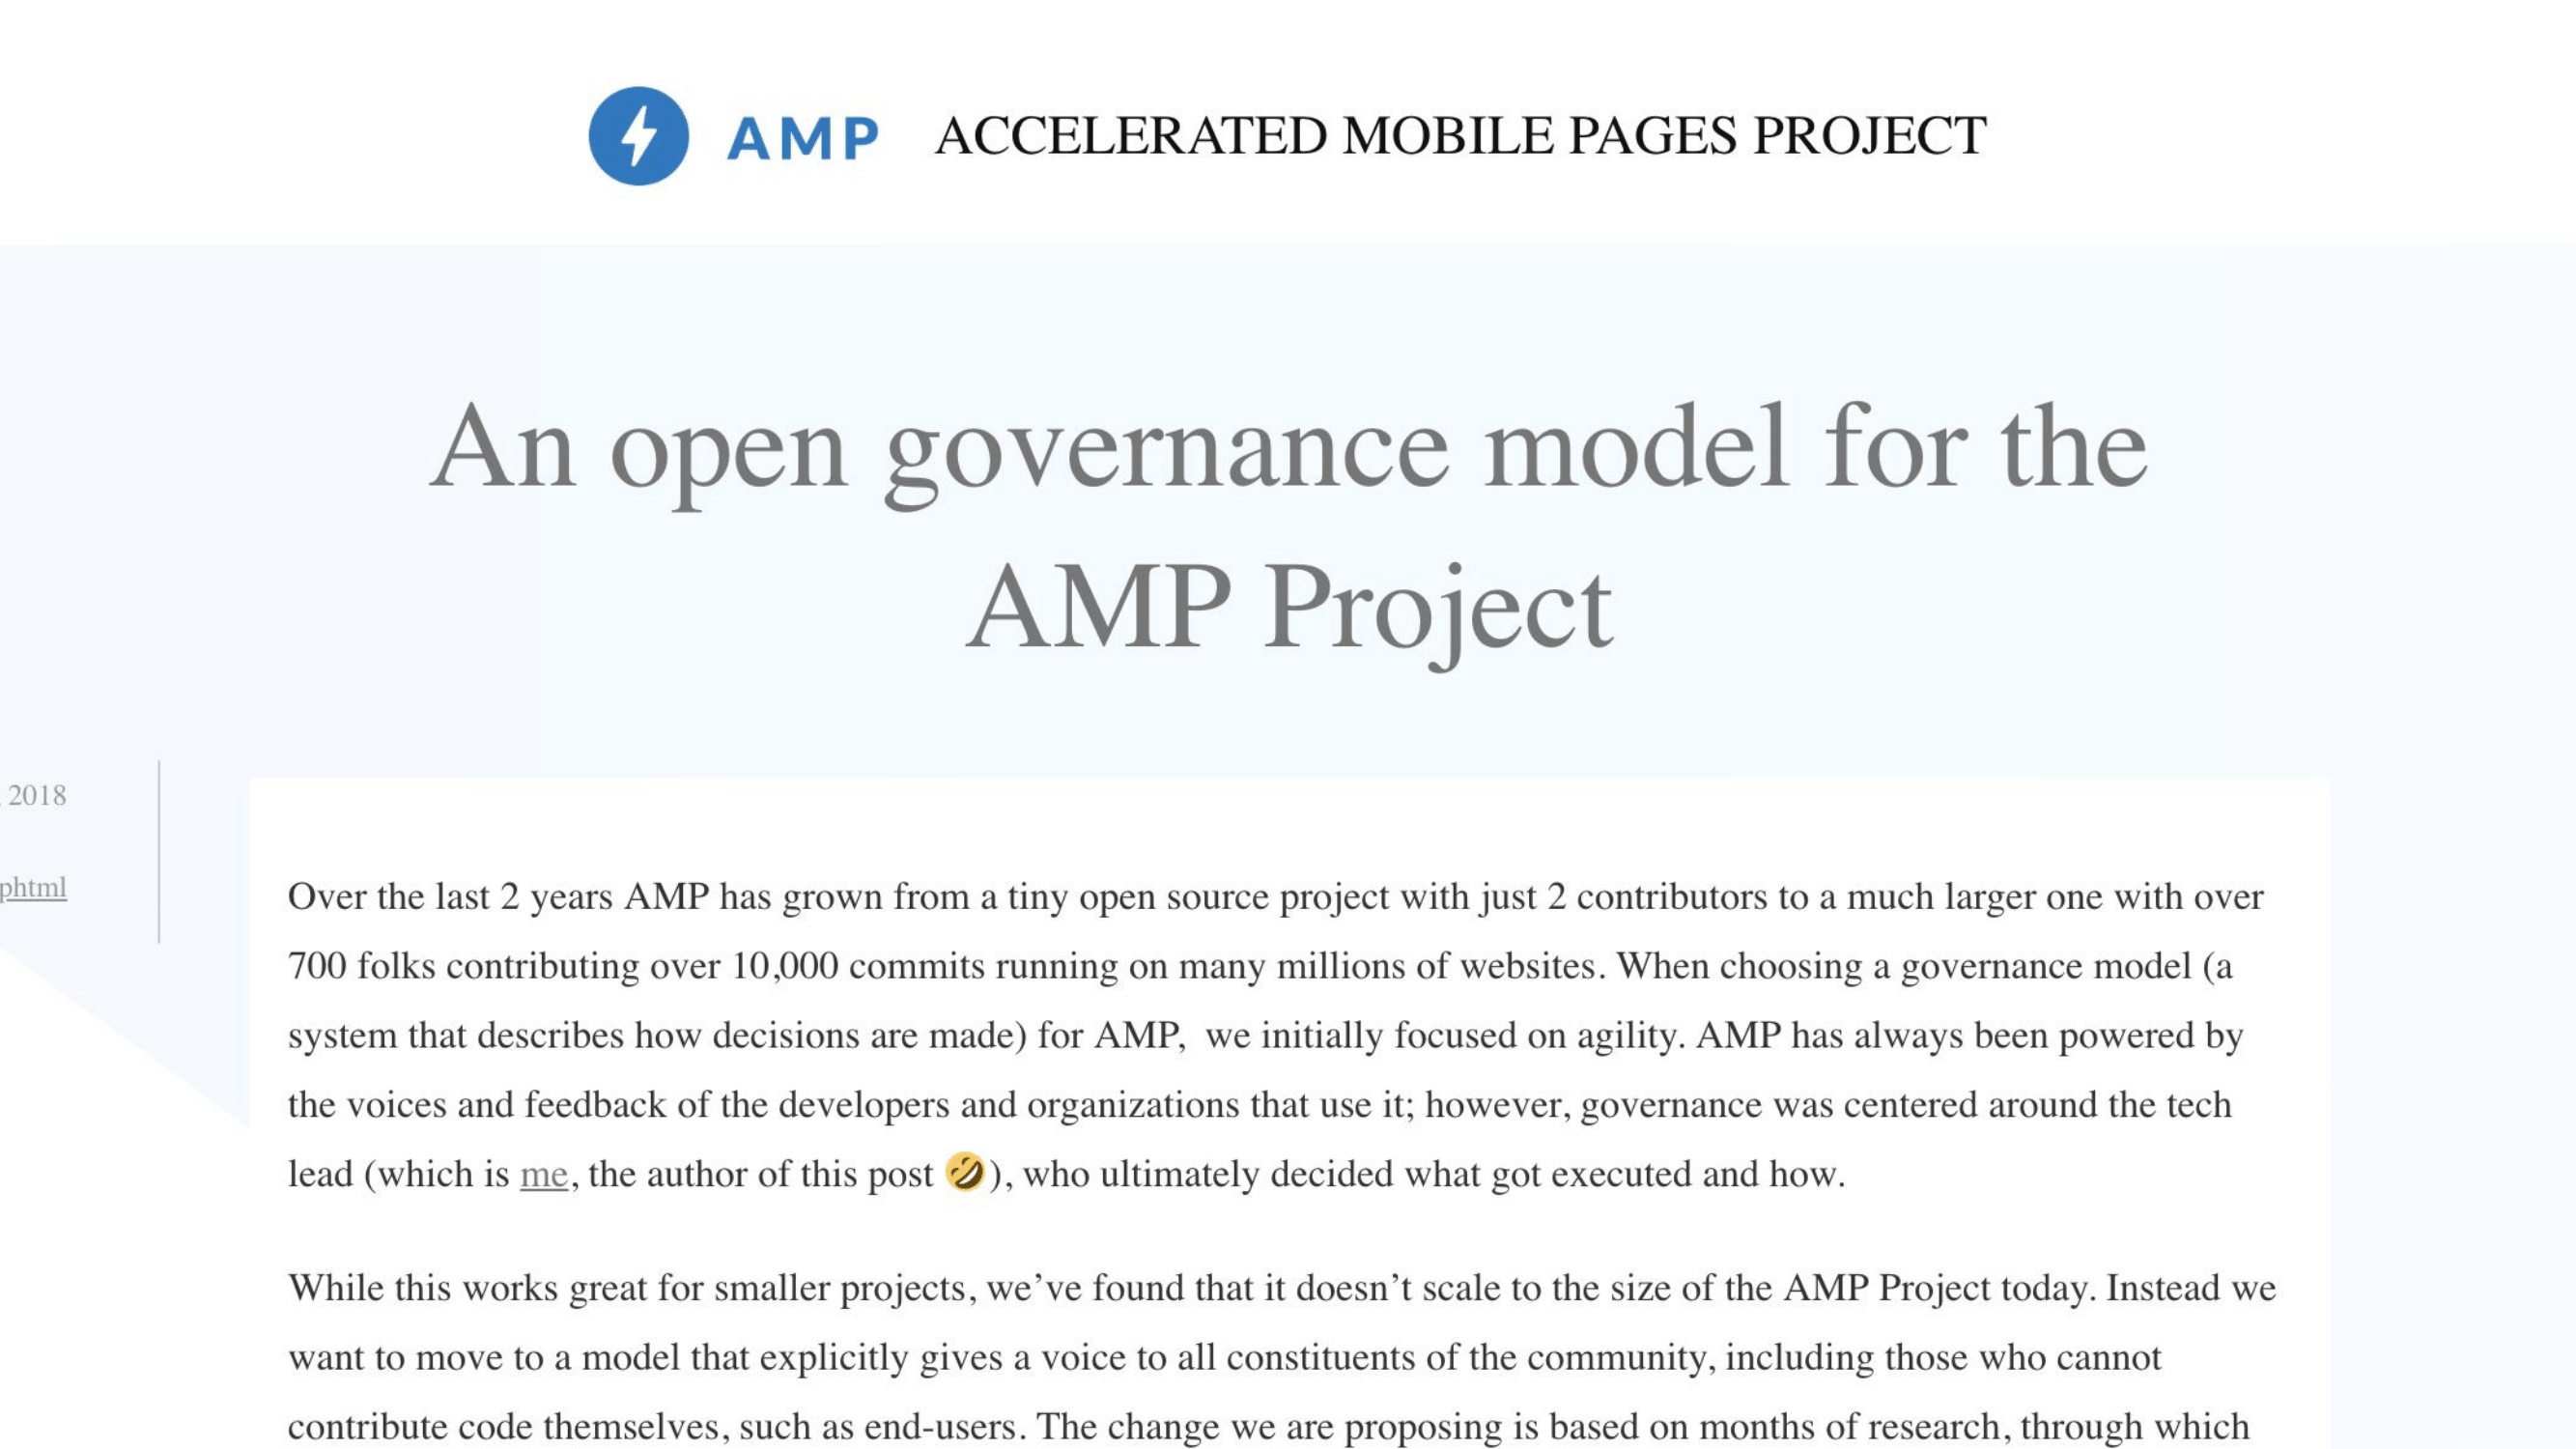 AMP ACCELERATED MOBILE PAGES PROJECT
An open governance model for the
AMP Project
, 2018
phtml
Over the last 2 years AMP has grown from a tiny open source project with just 2 contributors to a much larger one with over
700 folks contributing over 10,000 commits running on many millions of websites. When choosing a governance model (a
system that describes how decisions are made) for AMP,  we initially focused on agility. AMP has always been powered by
the voices and feedback of the developers and organizations that use it; however, governance was centered around the tech
lead (which is me, the author of this post 🤣), who ultimately decided what got executed and how.
While this works great for smaller projects, we’ve found that it doesn’t scale to the size of the AMP Project today. Instead we
want to move to a model that explicitly gives a voice to all constituents of the community, including those who cannot
contribute code themselves, such as end-users. The change we are proposing is based on months of research, through which